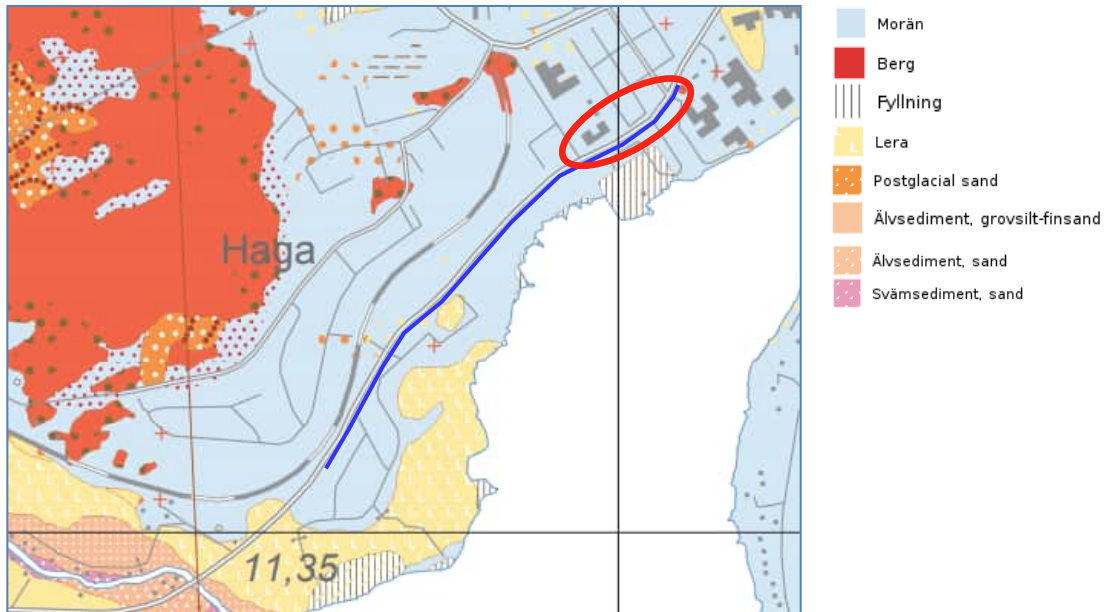 Haga
11,35
Morän
Berg
Fyllning
Lera
Postglacial sand
Älvsediment, grovsilt-finsand
Älvsediment, sand
Svämsediment, sand